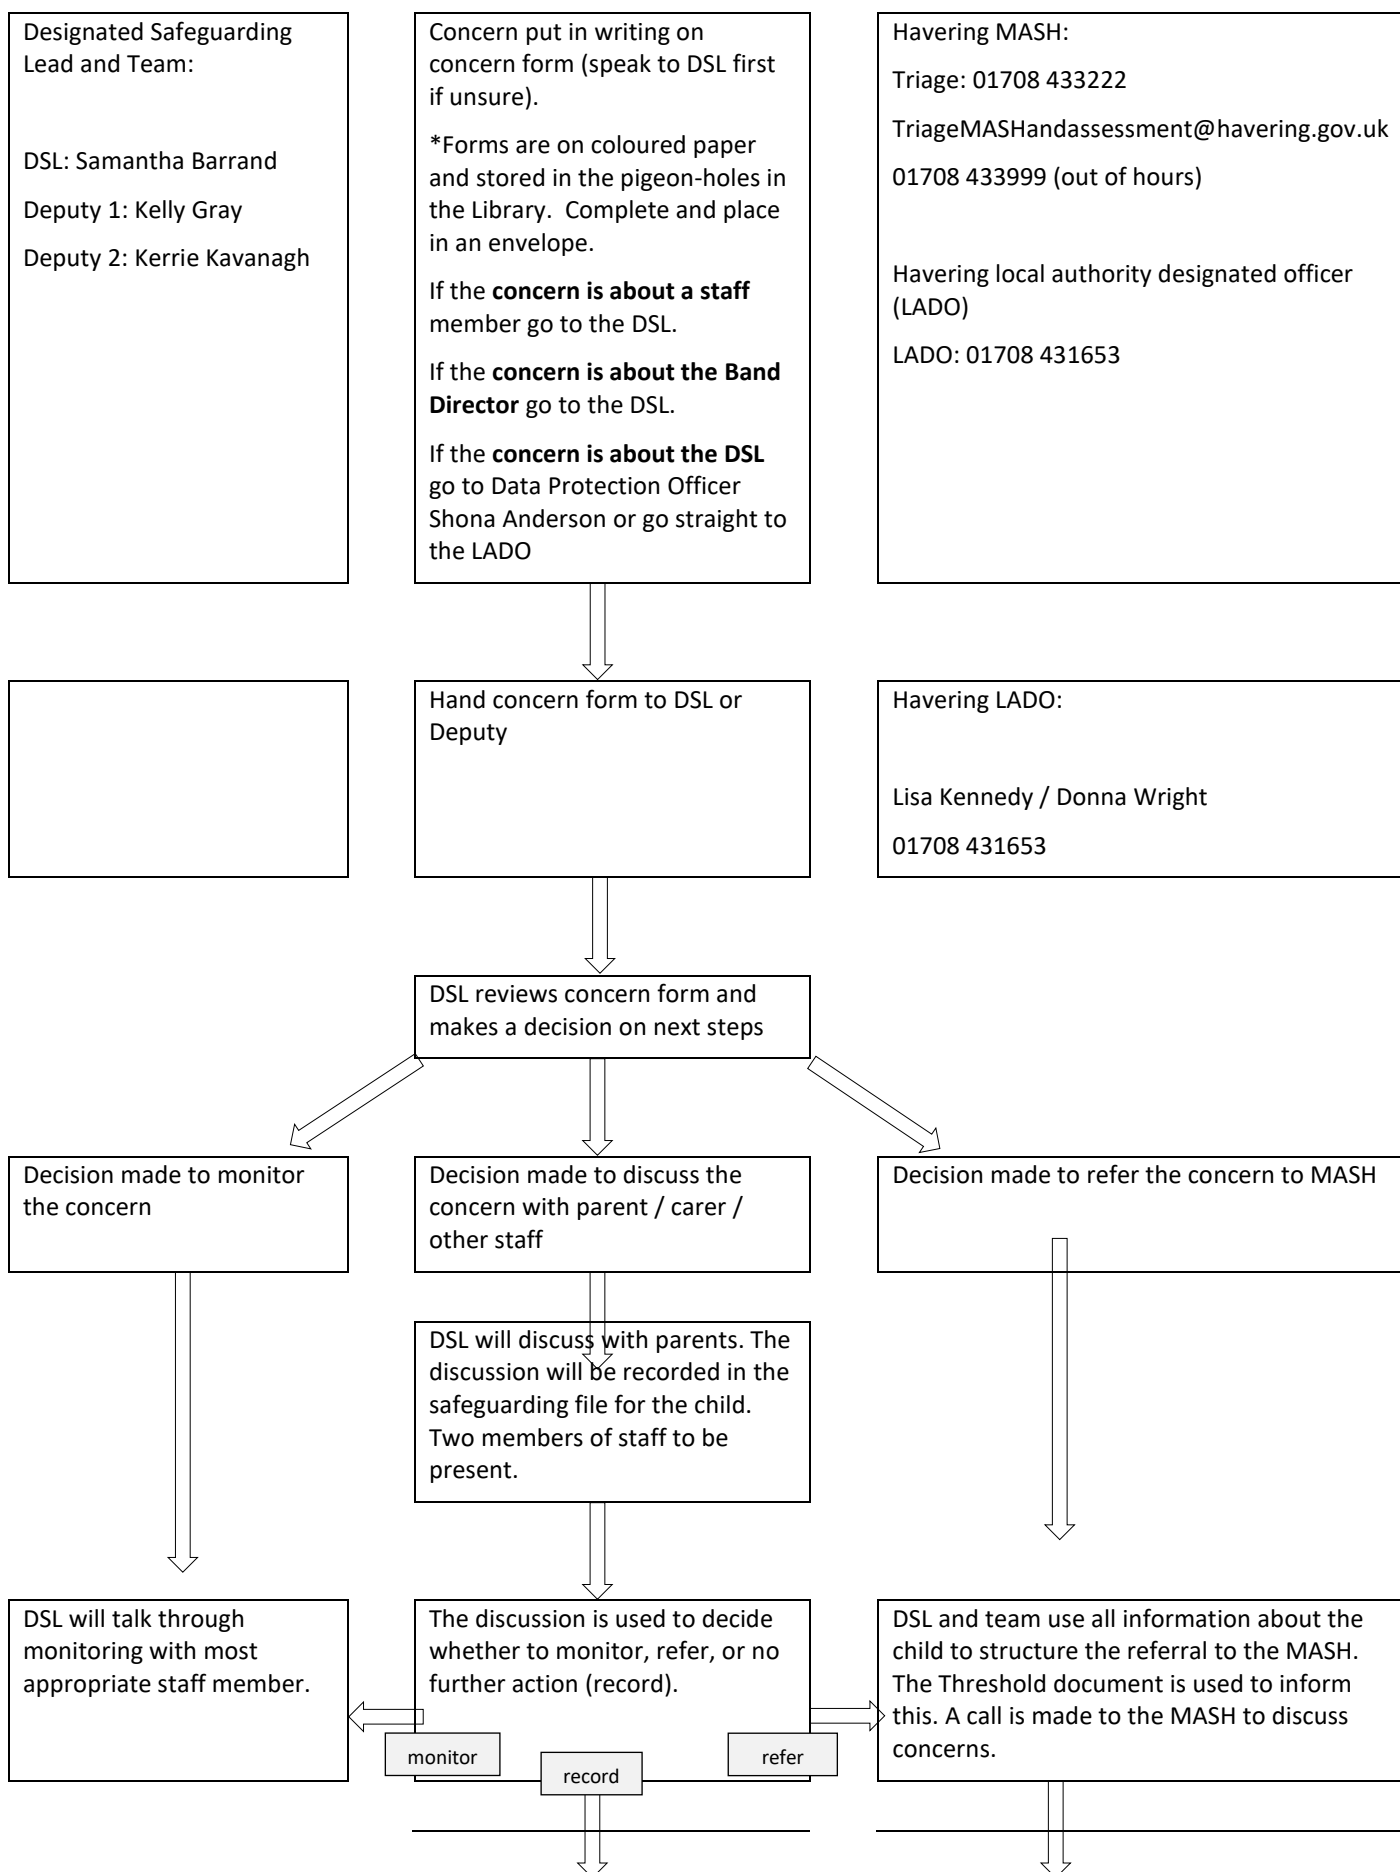 Designated Safeguarding
Lead and Team:
DSL: Samantha Barrand
Deputy 1: Kelly Gray
Deputy 2: Kerrie Kavanagh
Concern put in writing on
concern form (speak to DSL first
if unsure).
*Forms are on coloured paper
and stored in the pigeon-holes in
the Library.  Complete and place
in an envelope.
If the concern is about a staff
member go to the DSL.
If the concern is about the Band
Director go to the DSL.
If the concern is about the DSL
go to Data Protection Officer
Shona Anderson or go straight to
the LADO
Havering MASH:
Triage: 01708 433222
TriageMASHandassessment@havering.gov.uk
01708 433999 (out of hours)
Havering local authority designated officer
(LADO)
LADO: 01708 431653
Hand concern form to DSL or
Deputy
Havering LADO:
Lisa Kennedy / Donna Wright
01708 431653
DSL reviews concern form and
makes a decision on next steps
Decision made to monitor
the concern
Decision made to discuss the
concern with parent / carer /
other staff
Decision made to refer the concern to MASH
DSL will discuss with parents. The
discussion will be recorded in the
safeguarding file for the child.
Two members of staff to be
present.
DSL will talk through
monitoring with most
appropriate staff member.
The discussion is used to decide
whether to monitor, refer, or no
further action (record).
DSL and team use all information about the
child to structure the referral to the MASH.
The Threshold document is used to inform
this. A call is made to the MASH to discuss
concerns.
monitor
record
refer